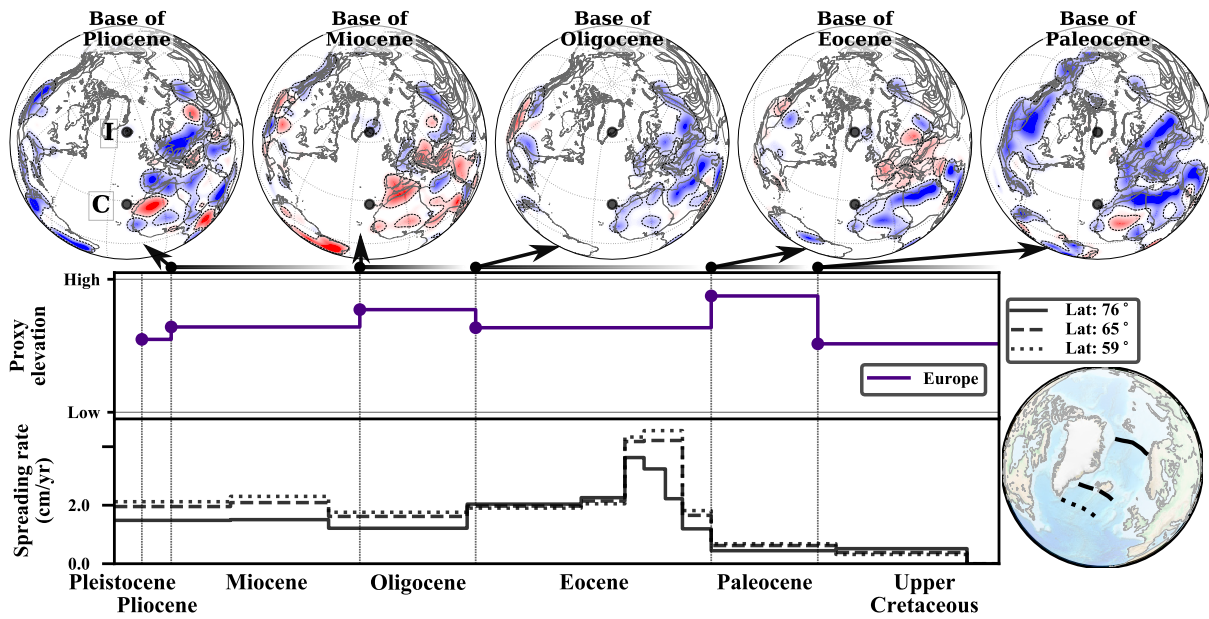 Base of
Pliocene
Base of
Miocene
Base of
Oligocene
Base of
Eocene
Base of
Paleocene
I
C
High
Proxy
elevation
Low
Europe
Lat: 76°
Lat: 65°
Lat: 59°
Spreading rate
(cm/yr)
2.0
0.0
Pleistocene
Pliocene
Miocene
Oligocene
Eocene
Paleocene
Upper
Cretaceous